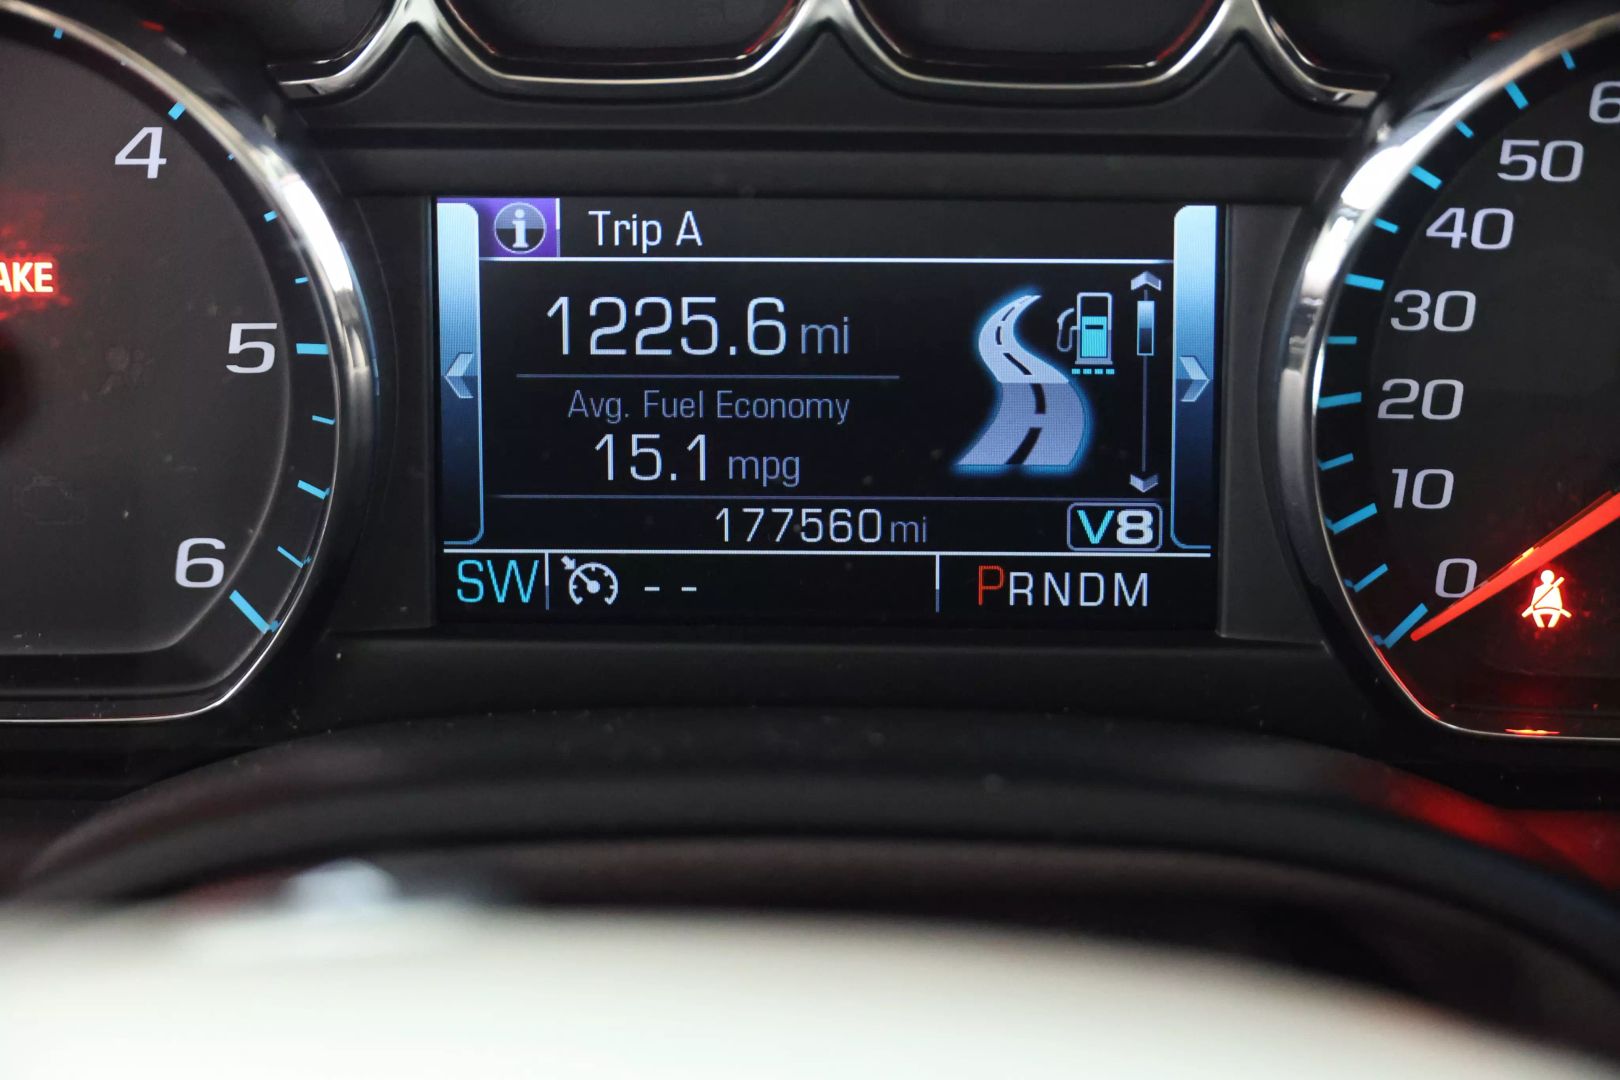 Trip A
1225.6 mi
Avg. Fuel Economy
15.1 mpg
177560 mi V8
SW -- PRNDM
4
5
6
AKE
50
40
30
20
10
0